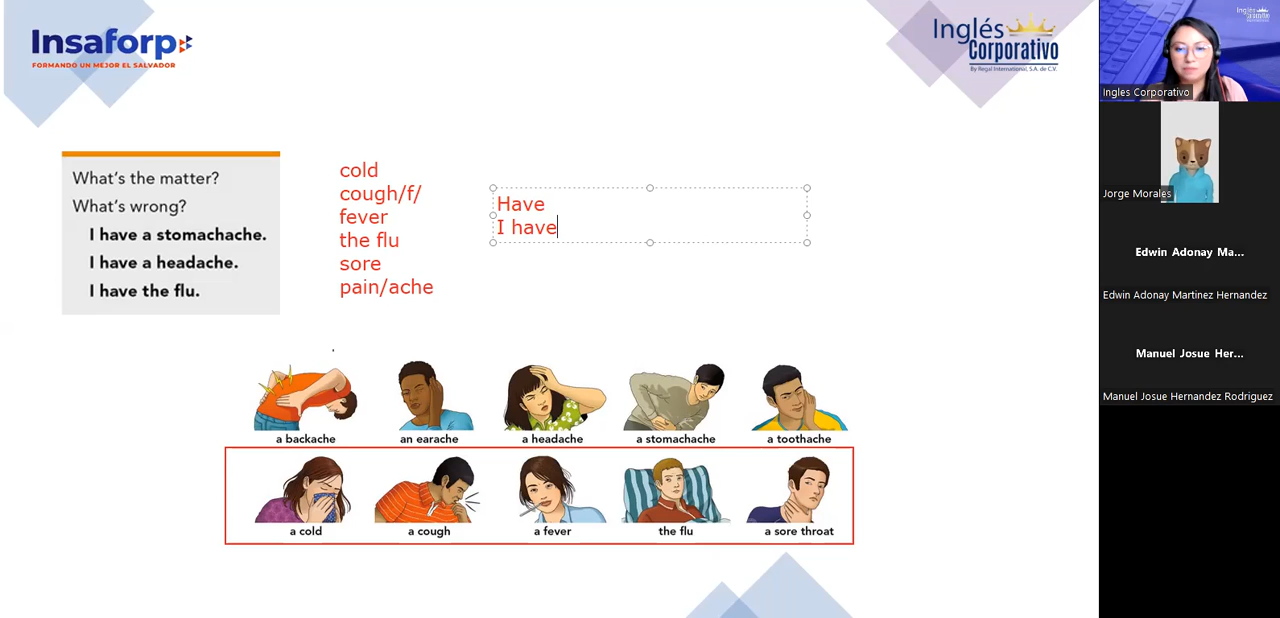 Insaforp
FORMANDO UN MEJOR EL SALVADOR
Inglés
Corporativo
By Regal International, S.A. de C.V.
What's the matter?
What's wrong?
I have a stomachache.
I have a headache.
I have the flu.
cold
cough/f/
fever
the flu
sore
pain/ache
Have
I have
a backache
an earache
a headache
a stomachache
a toothache
a cold
a cough
a fever
the flu
a sore throat
Inglés
Corporativo
Ingles Corporativo
Jorge Morales
Edwin Adonay Ma...
Edwin Adonay Martinez Hernandez
Manuel Josue Her...
Manuel Josue Hernandez Rodriguez